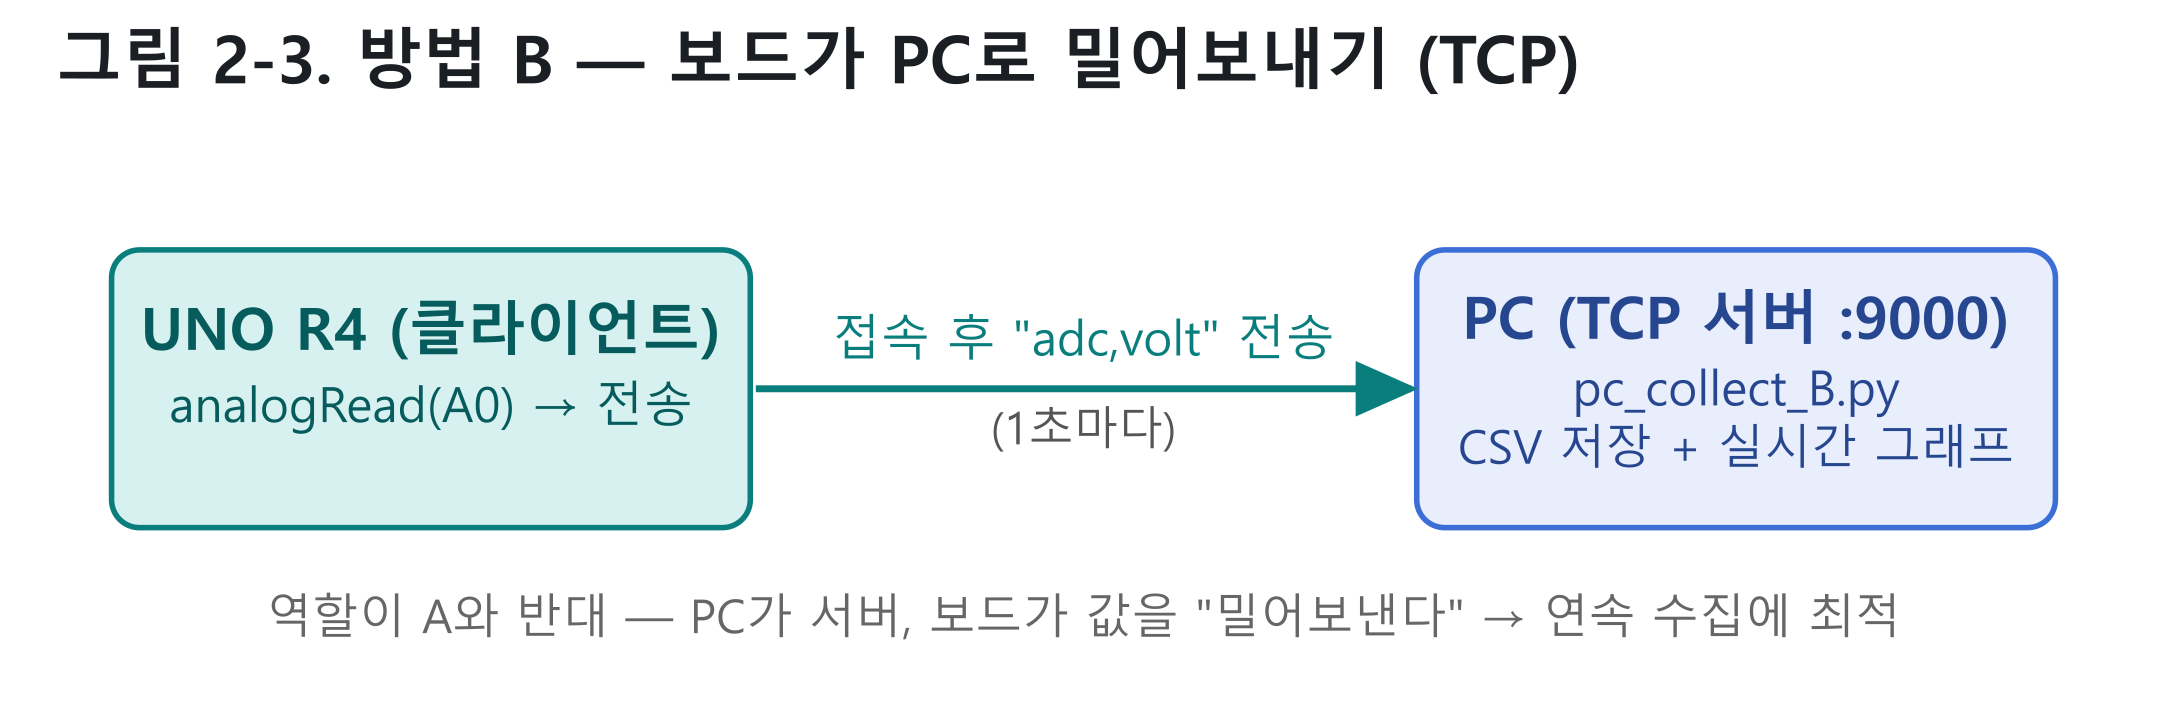 그림 2-3. 방법 B — 보드가 PC로 밀어보내기 (TCP)
UNO R4 (클라이언트)
analogRead(A0) → 전송
접속 후 "adc,volt" 전송
(1초마다)
PC (TCP 서버 :9000)
pc_collect_B.py
CSV 저장 + 실시간 그래프
역할이 A와 반대 — PC가 서버, 보드가 값을 "밀어보낸다" → 연속 수집에 최적